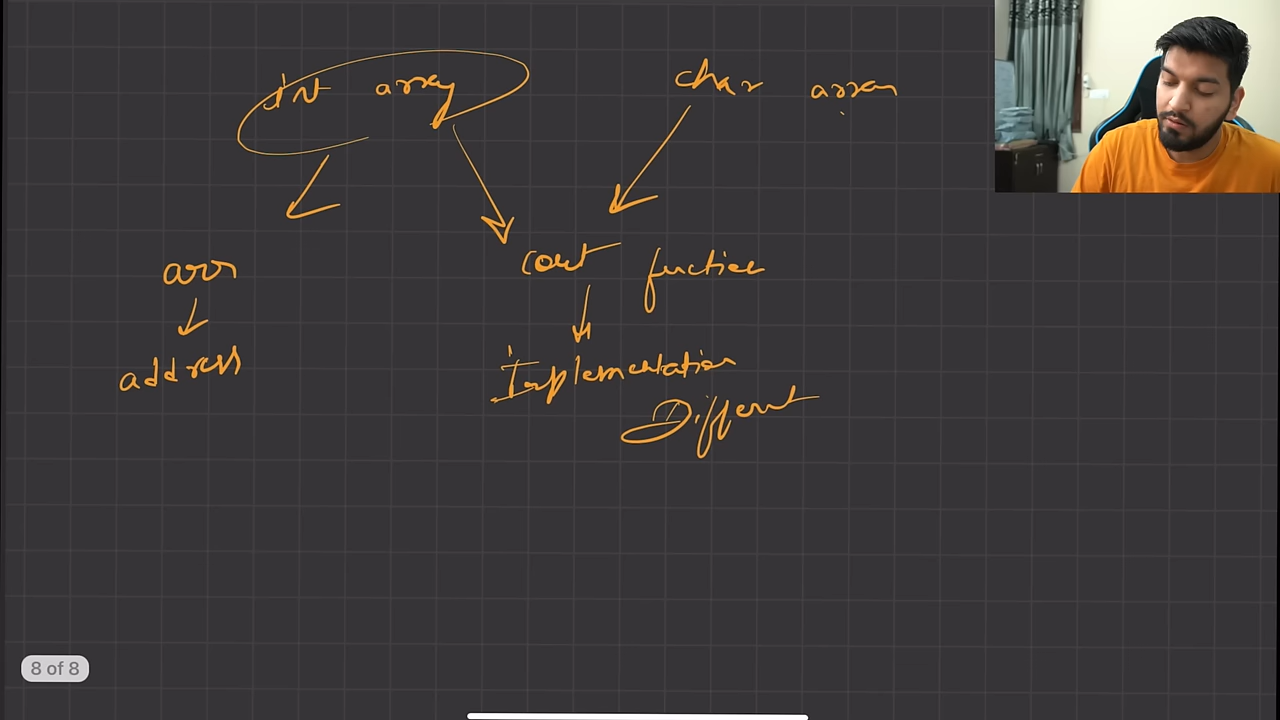 int array
char array
cout function
arr
Implementation
address
Different
8 of 8